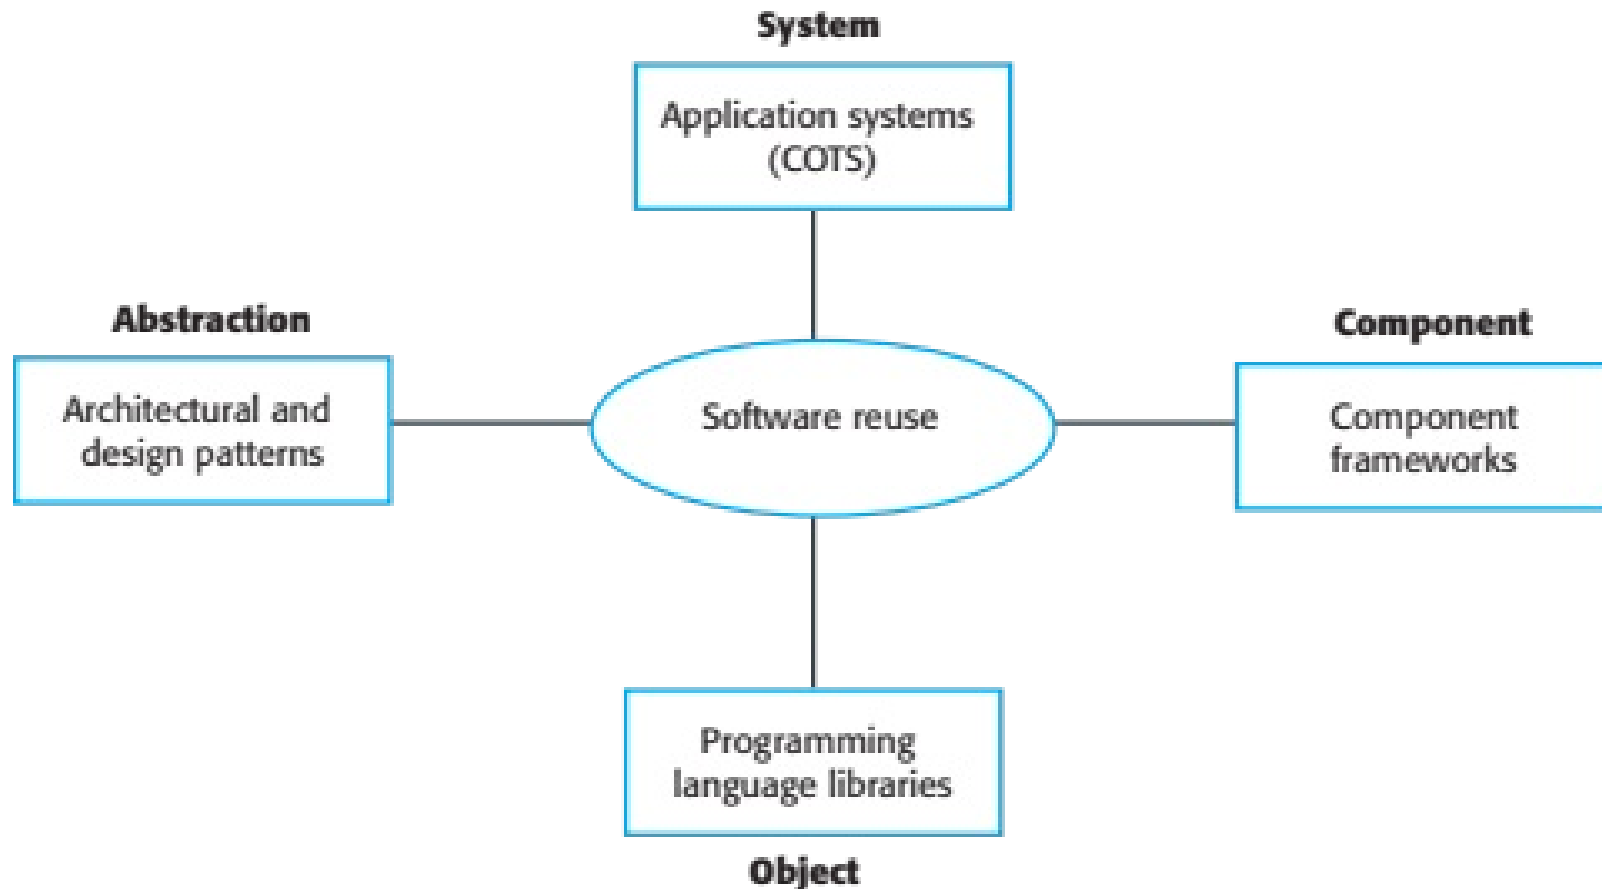 System
Application systems
(COTS)
Abstraction
Architectural and
design patterns
Software reuse
Component
Component
frameworks
Programming
language libraries
Object